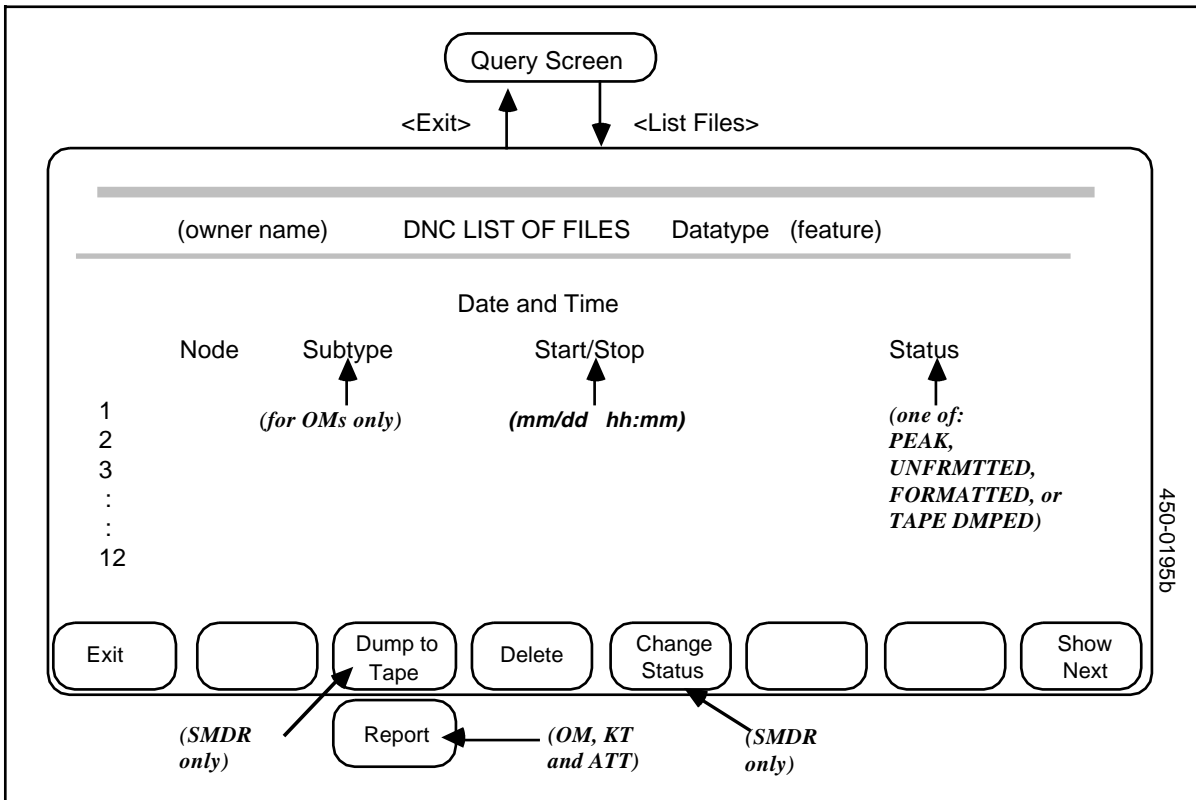 Query Screen
<Exit>
<List Files>
(owner name) DNC LIST OF FILES Datatype (feature)
Date and Time
Node Subtype Start/Stop Status
1
2
3
:
:
12
(for OMs only)
(mm/dd hh:mm)
(one of:
PEAK,
UNFRMTTED,
FORMATTED, or
TAPE DMPED)
450-0195b
Exit
Dump to
Tape
Delete
Change
Status
Show
Next
(SMDR
only)
Report
(OM, KT
and ATT)
(SMDR
only)